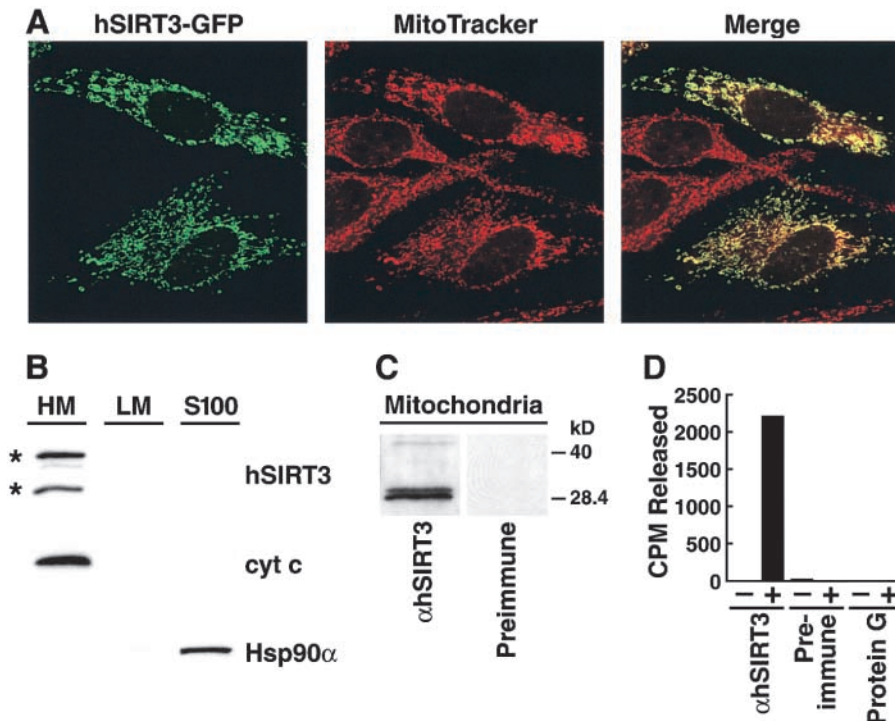 A
hSIRT3-GFP MitoTracker Merge
B
HM LM S100
*
*
hSIRT3
cyt c
Hsp90α
C
Mitochondria
kD
40
28.4
αhSIRT3
Preimmune
D
CPM Released
2500
2000
1500
1000
500
0
− + − + − +
αhSIRT3
Pre-
immune
Protein G